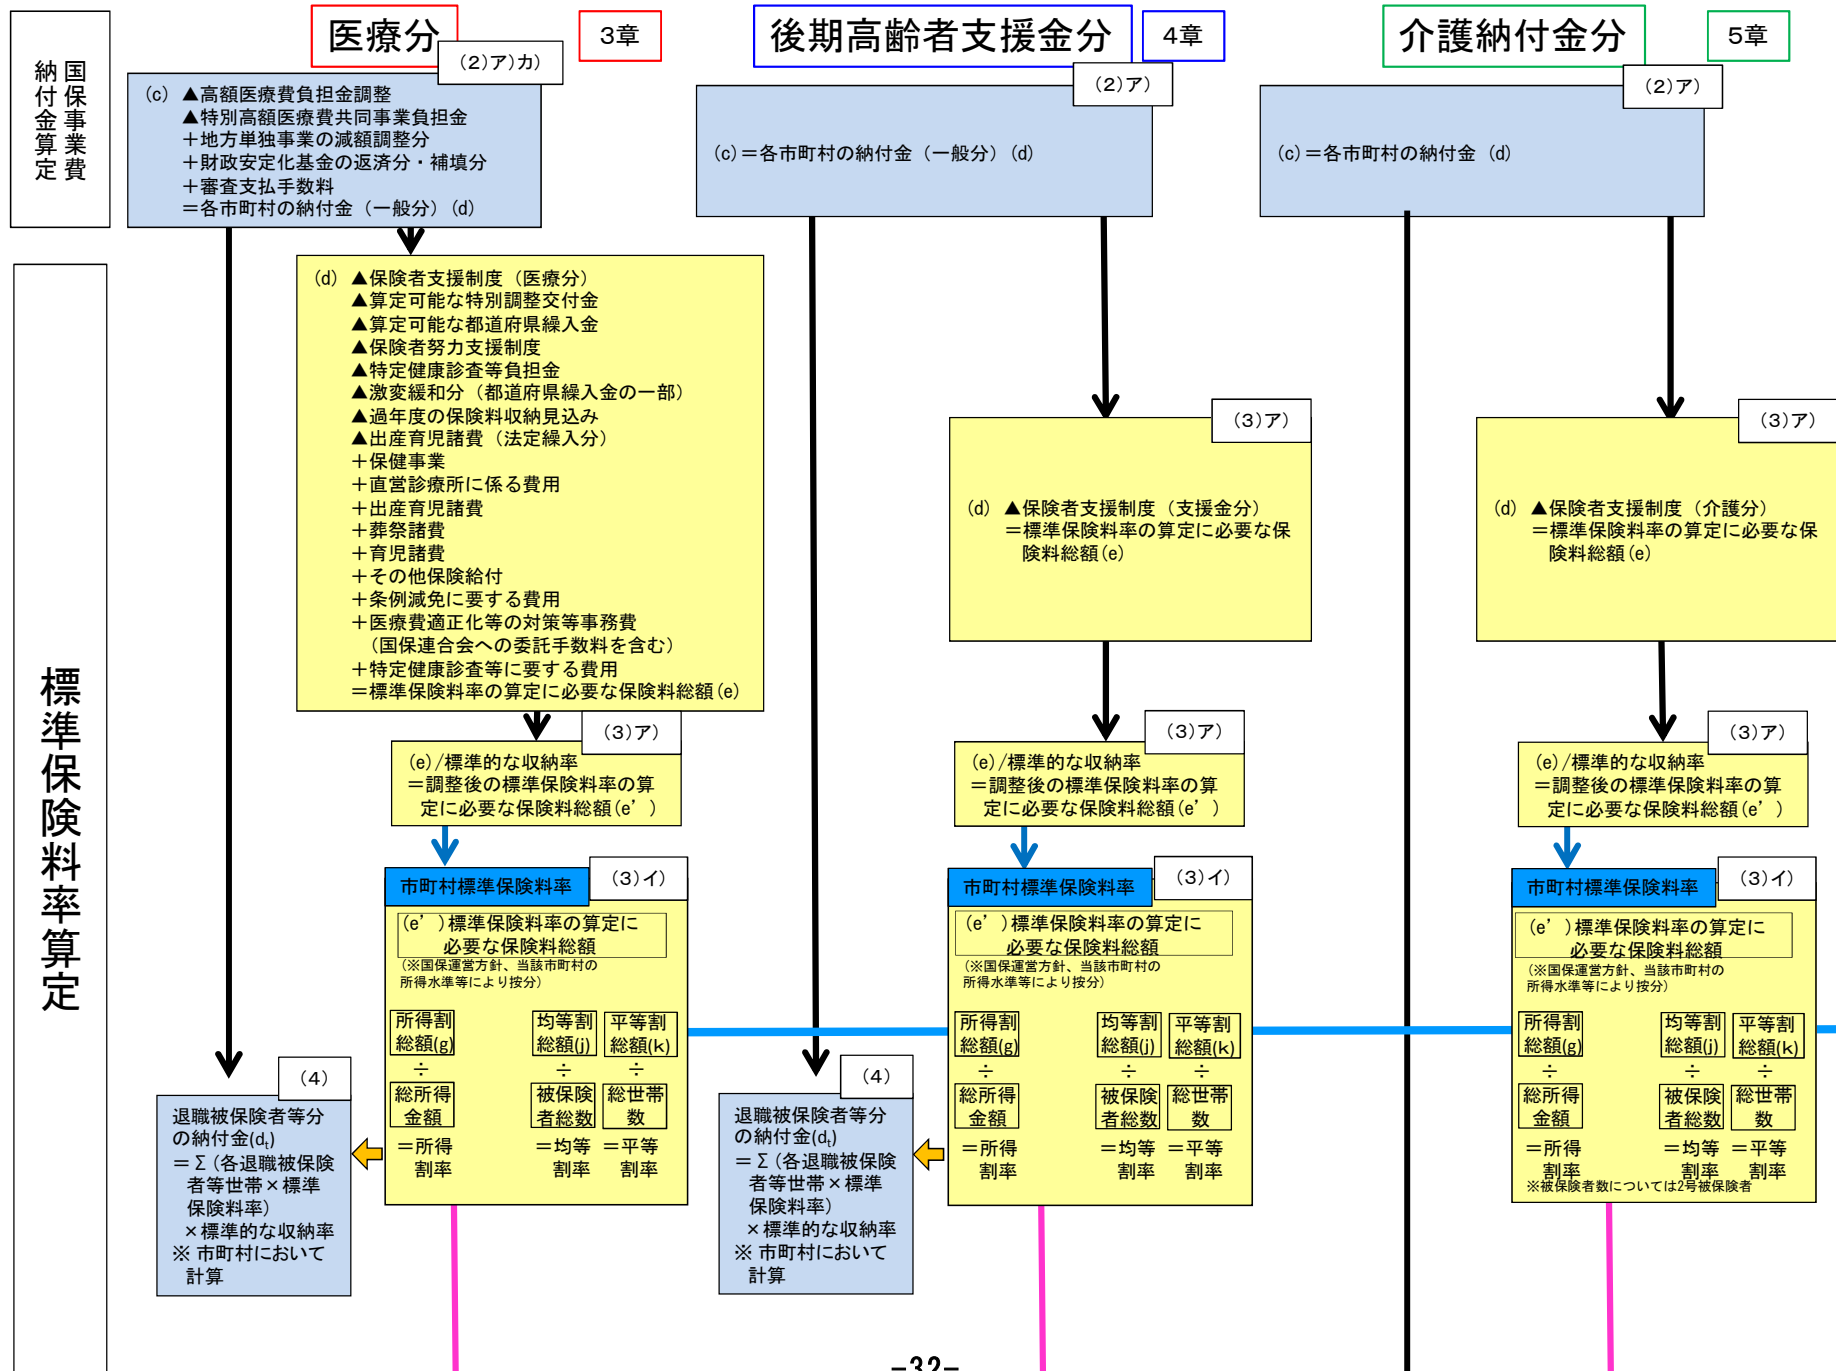 国保事業費
納付金算定
医療分
3章
(2)ア)カ)
(c) ▲高額医療費負担金調整
▲特別高額医療費共同事業負担金
＋地方単独事業の減額調整分
＋財政安定化基金の返済分・補填分
＋審査支払手数料
＝各市町村の納付金（一般分）(d)
後期高齢者支援金分
4章
(2)ア)
(c)＝各市町村の納付金（一般分）(d)
介護納付金分
5章
(2)ア)
(c)＝各市町村の納付金 (d)
標準保険料率算定
(d) ▲保険者支援制度（医療分）
▲算定可能な特別調整交付金
▲算定可能な都道府県繰入金
▲保険者努力支援制度
▲特定健康診査等負担金
▲激変緩和分（都道府県繰入金の一部）
▲過年度の保険料収納見込み
▲出産育児諸費（法定繰入分）
＋保健事業
＋直営診療所に係る費用
＋出産育児諸費
＋葬祭諸費
＋育児諸費
＋その他保険給付
＋条例減免に要する費用
＋医療費適正化等の対策等事務費
（国保連合会への委託手数料を含む）
＋特定健康診査等に要する費用
＝標準保険料率の算定に必要な保険料総額(e)
(3)ア)
(d) ▲保険者支援制度（支援金分）
＝標準保険料率の算定に必要な保
険料総額(e)
(3)ア)
(d) ▲保険者支援制度（介護分）
＝標準保険料率の算定に必要な保
険料総額(e)
(3)ア)
(e)/標準的な収納率
＝調整後の標準保険料率の算
定に必要な保険料総額(e’)
(3)ア)
(e)/標準的な収納率
＝調整後の標準保険料率の算
定に必要な保険料総額(e’)
(3)ア)
(e)/標準的な収納率
＝調整後の標準保険料率の算
定に必要な保険料総額(e’)
市町村標準保険料率
(3)イ)
(e’)標準保険料率の算定に
必要な保険料総額
(※国保運営方針、当該市町村の
所得水準等により按分)
所得割 均等割 平等割
総額(g) 総額(j) 総額(k)
÷ ÷ ÷
総所得 被保険 総世帯
金額 者総数 数
＝所得 ＝均等 ＝平等
割率 割率 割率
市町村標準保険料率
(3)イ)
(e’)標準保険料率の算定に
必要な保険料総額
(※国保運営方針、当該市町村の
所得水準等により按分)
所得割 均等割 平等割
総額(g) 総額(j) 総額(k)
÷ ÷ ÷
総所得 被保険 総世帯
金額 者総数 数
＝所得 ＝均等 ＝平等
割率 割率 割率
市町村標準保険料率
(3)イ)
(e’)標準保険料率の算定に
必要な保険料総額
(※国保運営方針、当該市町村の
所得水準等により按分)
所得割 均等割 平等割
総額(g) 総額(j) 総額(k)
÷ ÷ ÷
総所得 被保険 総世帯
金額 者総数 数
＝所得 ＝均等 ＝平等
割率 割率 割率
※被保険者数については2号被保険者
(4)
退職被保険者等分
の納付金(dt)
＝Σ(各退職被保険
者等世帯×標準
保険料率)
×標準的な収納率
※ 市町村において
計算
(4)
退職被保険者等分
の納付金(dt)
＝Σ(各退職被保険
者等世帯×標準
保険料率)
×標準的な収納率
※ 市町村において
計算
-32-